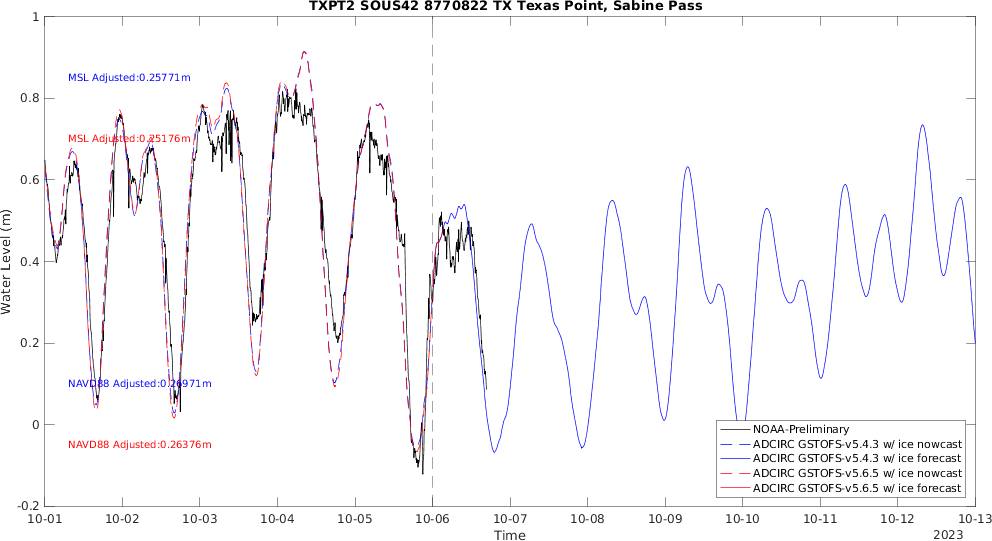 TXPT2 SOUS42 8770822 TX Texas Point, Sabine Pass
1
0.8
0.6
0.4
0.2
0
-0.2
Water Level (m)
MSL Adjusted:0.25771m
MSL Adjusted:0.25176m
NAVD88 Adjusted:0.26971m
NAVD88 Adjusted:0.26376m
NOAA-Preliminary
ADCIRC GSTOFS-v5.4.3 w/ ice nowcast
ADCIRC GSTOFS-v5.4.3 w/ ice forecast
ADCIRC GSTOFS-v5.6.5 w/ ice nowcast
ADCIRC GSTOFS-v5.6.5 w/ ice forecast
10-01 10-02 10-03 10-04 10-05 10-06 10-07 10-08 10-09 10-10 10-11 10-12 10-13
Time
2023